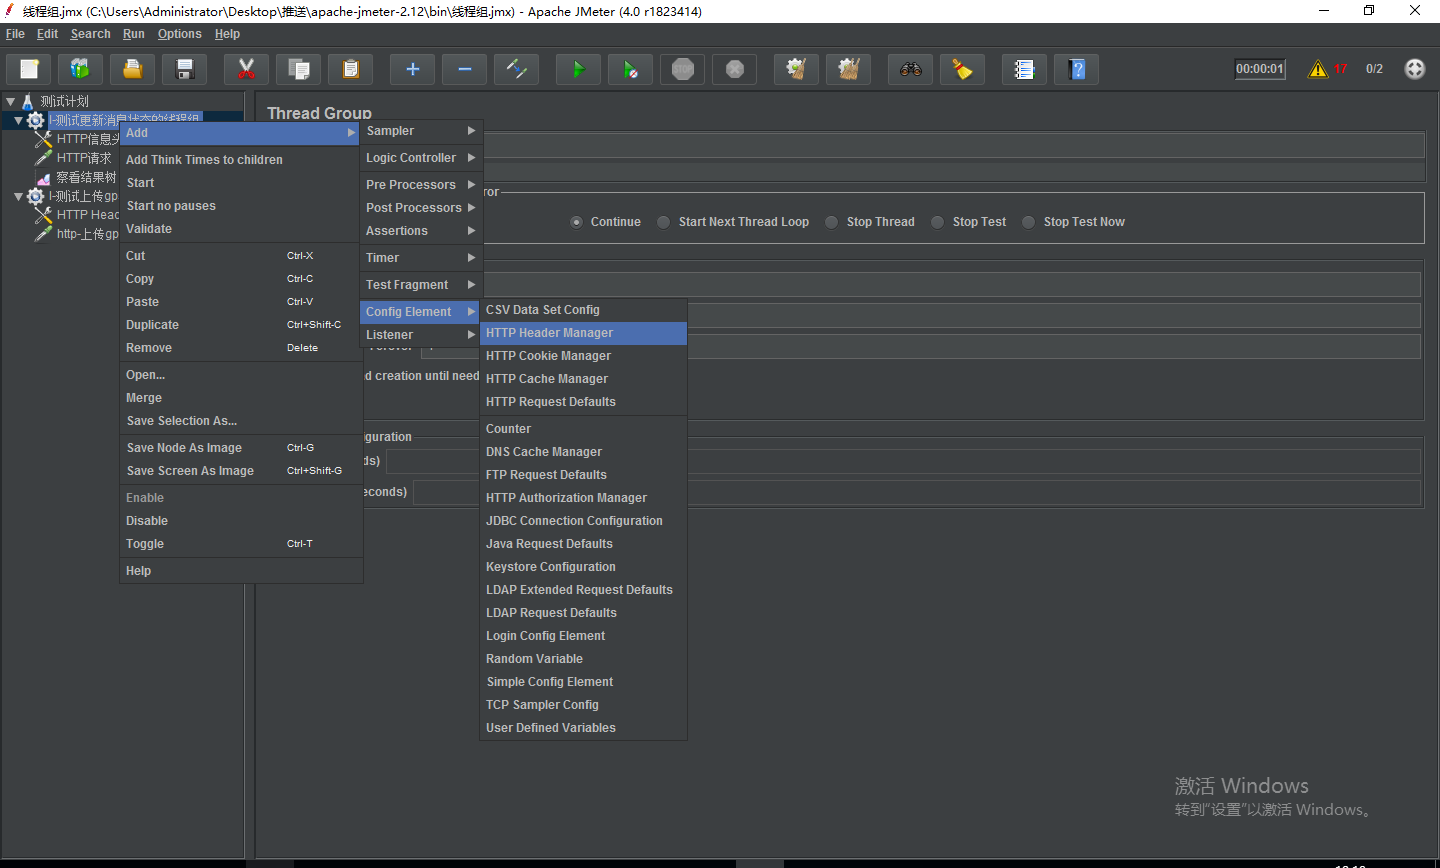 线程组.jmx (C:\Users\Administrator\Desktop\推送\apache-jmeter-2.12\bin\线程组.jmx) - Apache JMeter (4.0 r1823414)
File Edit Search Run Options Help
STOP
00:00:01 17 0/2
测试计划
Thread Group
I-测试更新消息状态的线程组
HTTP信息头
HTTP请求
察看结果树
I-测试上传gp
HTTP Head
http-上传gp
Add
Add Think Times to children
Start
Start no pauses
Validate
Cut Ctrl-X
Copy Ctrl-C
Paste Ctrl-V
Duplicate Ctrl+Shift-C
Remove Delete
Open...
Merge
Save Selection As...
Save Node As Image Ctrl-G
Save Screen As Image Ctrl+Shift-G
Enable
Disable
Toggle Ctrl-T
Help
Sampler
Logic Controller
Pre Processors
Post Processors
Assertions
Timer
Test Fragment
Config Element
Listener
ror
Continue Start Next Thread Loop Stop Thread Stop Test Stop Test Now
d creation until need
guration
ds)
econds)
CSV Data Set Config
HTTP Header Manager
HTTP Cookie Manager
HTTP Cache Manager
HTTP Request Defaults
Counter
DNS Cache Manager
FTP Request Defaults
HTTP Authorization Manager
JDBC Connection Configuration
Java Request Defaults
Keystore Configuration
LDAP Extended Request Defaults
LDAP Request Defaults
Login Config Element
Random Variable
Simple Config Element
TCP Sampler Config
User Defined Variables
激活 Windows
转到"设置"以激活 Windows。